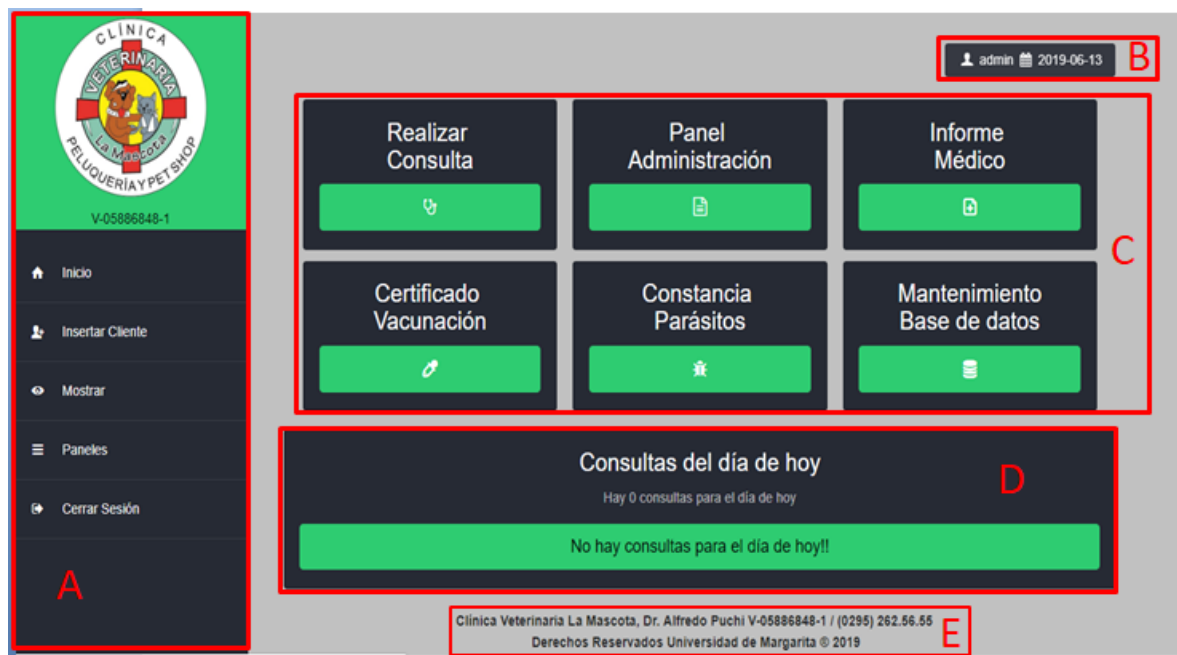 CLÍNICA
VETERINARIA
La Mascota
PELUQUERÍA Y PET SHOP
V-05886848-1
Inicio
Insertar Cliente
Mostrar
Paneles
Cerrar Sesión
A
admin 2019-06-13
B
Realizar
Consulta
Panel
Administración
Informe
Médico
Certificado
Vacunación
Constancia
Parásitos
Mantenimiento
Base de datos
C
Consultas del día de hoy
Hay 0 consultas para el día de hoy
No hay consultas para el día de hoy!!
D
Clínica Veterinaria La Mascota, Dr. Alfredo Puchi V-05886848-1 / (0295) 262.56.55
Derechos Reservados Universidad de Margarita © 2019
E